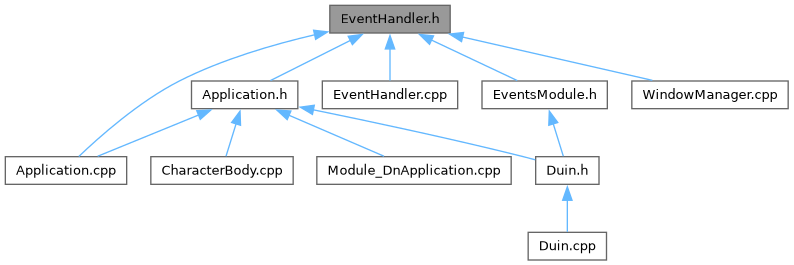 EventHandler.h
Application.h
EventHandler.cpp
EventsModule.h
WindowManager.cpp
Application.cpp
CharacterBody.cpp
Module_DnApplication.cpp
Duin.h
Duin.cpp